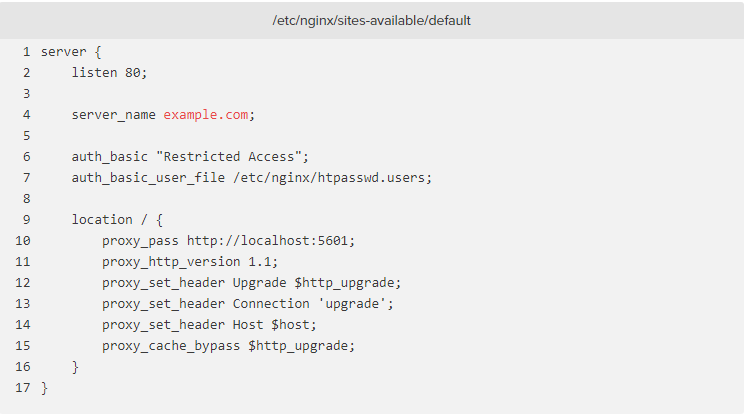 /etc/nginx/sites-available/default
1 server {
2     listen 80;
3
4     server_name example.com;
5
6     auth_basic "Restricted Access";
7     auth_basic_user_file /etc/nginx/htpasswd.users;
8
9     location / {
10         proxy_pass http://localhost:5601;
11         proxy_http_version 1.1;
12         proxy_set_header Upgrade $http_upgrade;
13         proxy_set_header Connection 'upgrade';
14         proxy_set_header Host $host;
15         proxy_cache_bypass $http_upgrade;
16     }
17 }